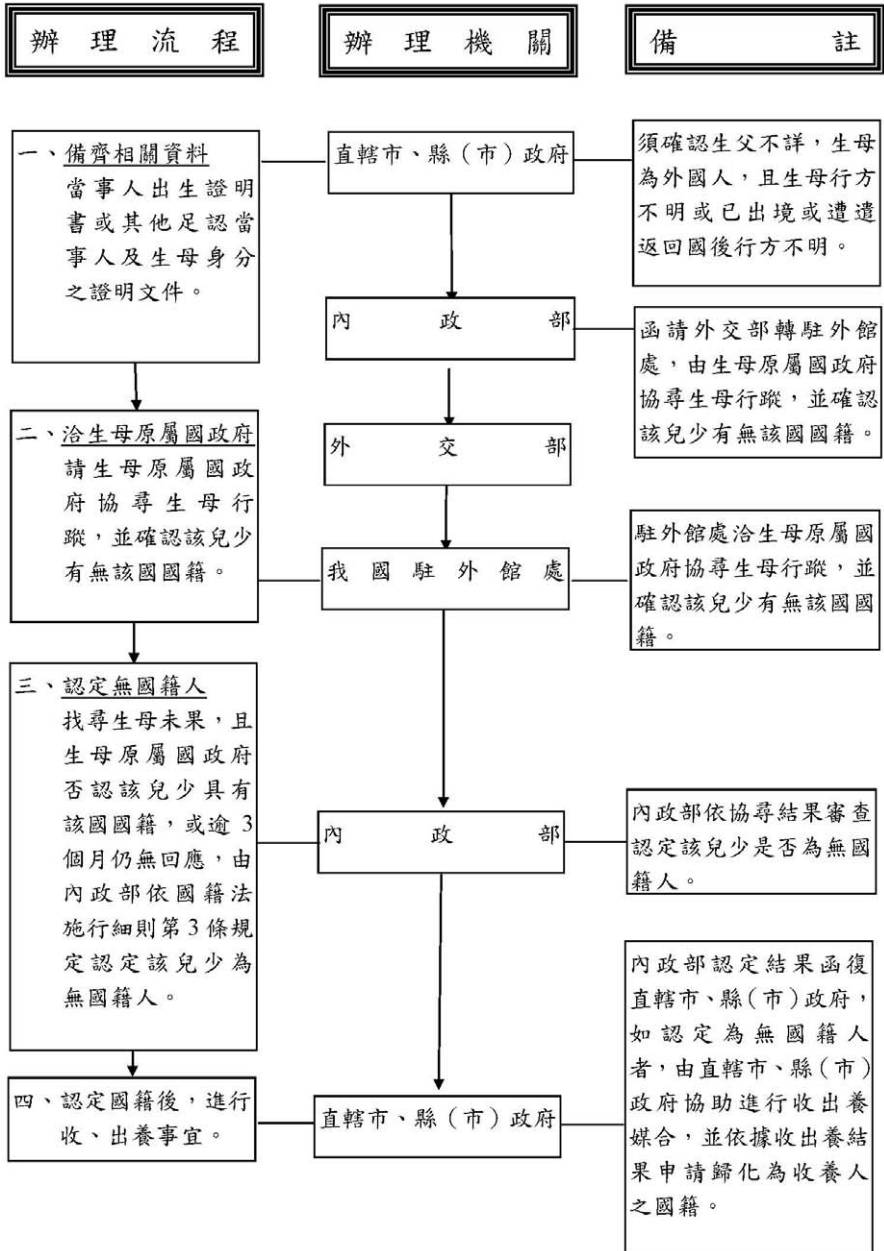 辦理流程
辦理機關
備註
一、備齊相關資料
當事人出生證明
書或其他足認當
事人及生母身分
之證明文件。
直轄市、縣（市）政府
須確認生父不詳，生母
為外國人，且生母行方
不明或已出境或遭遣
返回國後行方不明。
內政部
函請外交部轉駐外館
處，由生母原屬國政府
協尋生母行蹤，並確認
該兒少有無該國國籍。
二、洽生母原屬國政府
請生母原屬國政
府協尋生母行
蹤，並確認該兒少
有無該國國籍。
外交部
我國駐外館處
駐外館處洽生母原屬國
政府協尋生母行蹤，並
確認該兒少有無該國國
籍。
三、認定無國籍人
找尋生母未果，且
生母原屬國政府
否認該兒少具有
該國國籍，或逾3
個月仍無回應，由
內政部依國籍法
施行細則第3條規
定認定該兒少為
無國籍人。
內政部
內政部依協尋結果審查
認定該兒少是否為無國
籍人。
四、認定國籍後，進行
收、出養事宜。
直轄市、縣（市）政府
內政部認定結果函復
直轄市、縣（市）政府，
如認定為無國籍人
者，由直轄市、縣（市）
政府協助進行收出養
媒合，並依據收出養結
果申請歸化為收養人
之國籍。